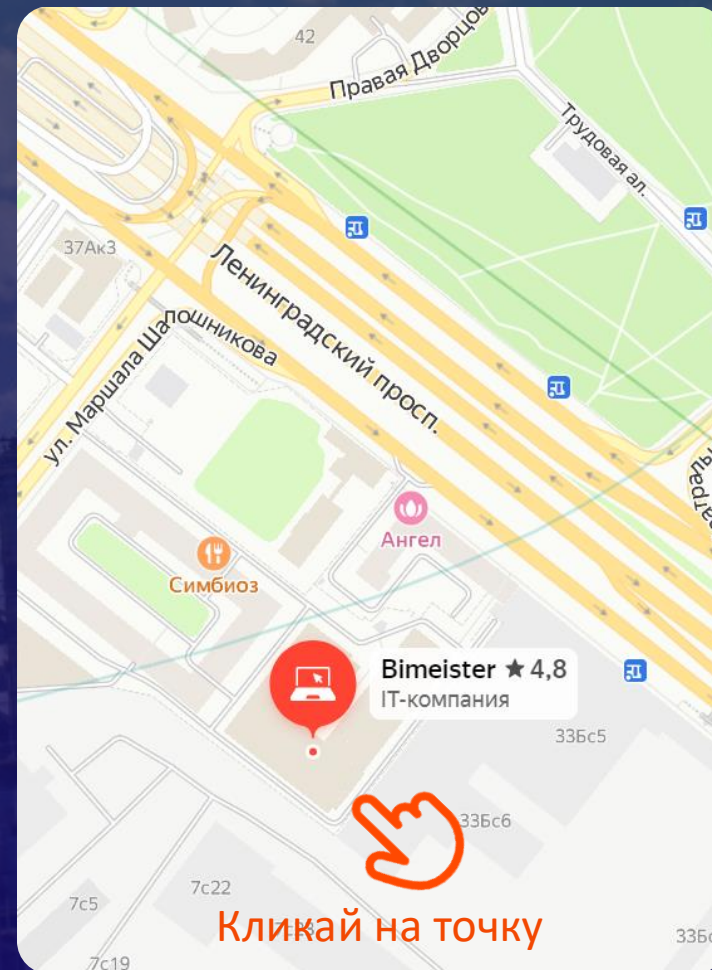 42
Правая Дворцов
Трудовая ал.
37Ак3
Ленинградский просп.
ул. Маршала Шапошникова
Ангел
Симбиоз
Bimeister ★ 4,8
IT-компания
33Бс5
33Бс6
7с22
7с5
Кликай на точку
7с19